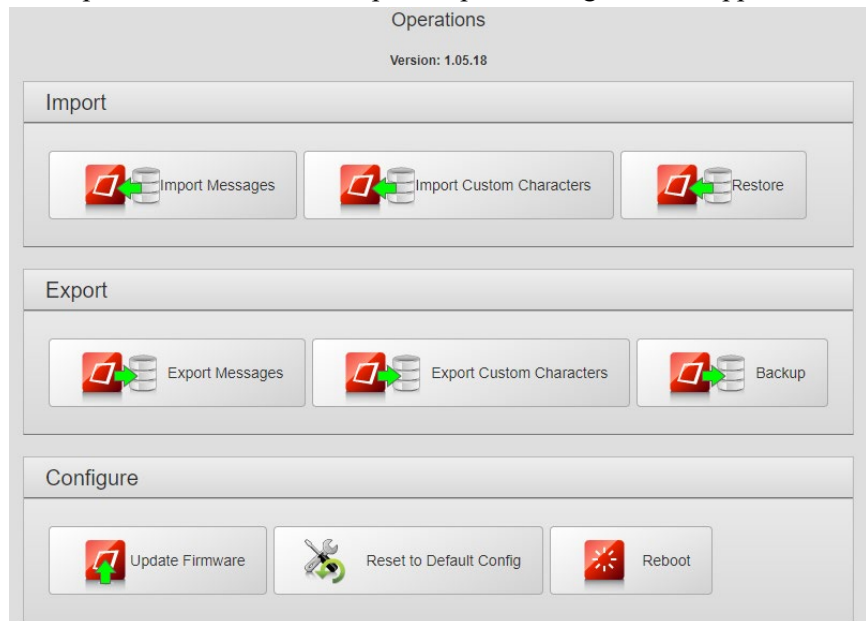 Operations
Version: 1.05.18
Import
Import Messages
Import Custom Characters
Restore
Export
Export Messages
Export Custom Characters
Backup
Configure
Update Firmware
Reset to Default Config
Reboot